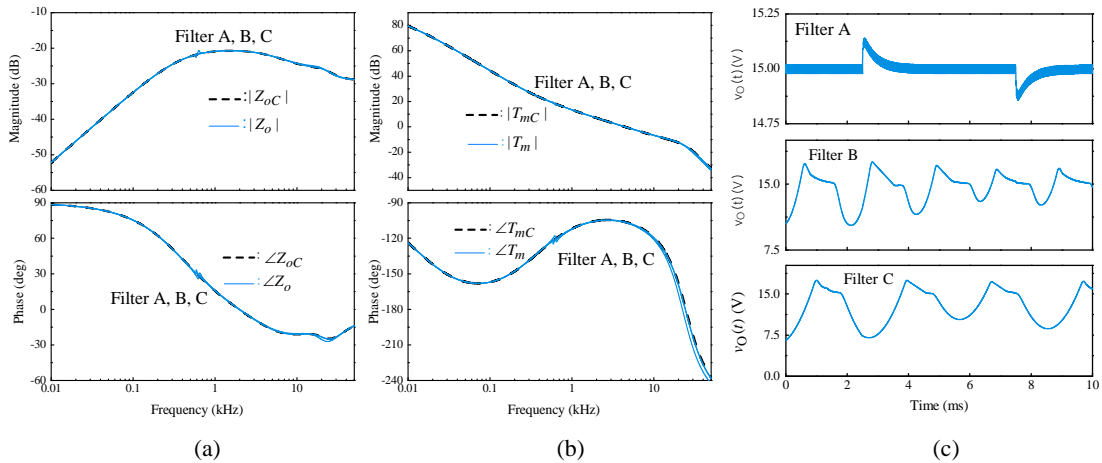 -10
-20
-30
-40
-50
-60
Magnitude (dB)
Filter A, B, C
:|Z_oC|
:|Z_o|
90
60
30
0
-30
-60
Phase (deg)
:∠Z_oC
:∠Z_o
Filter A, B, C
0.01
0.1
1
10
Frequency (kHz)
(a)
80
60
40
20
0
-20
-40
Magnitude (dB)
Filter A, B, C
:|T_mC|
:|T_m|
-90
-120
-150
-180
-210
-240
Phase (deg)
:∠T_mC
:∠T_m
Filter A, B, C
0.01
0.1
1
10
Frequency (kHz)
(b)
15.25
15.00
14.75
v_O(t) (V)
Filter A
15.0
7.5
v_O(t) (V)
Filter B
15.0
7.5
0.0
v_O(t) (V)
Filter C
0
2
4
6
8
10
Time (ms)
(c)